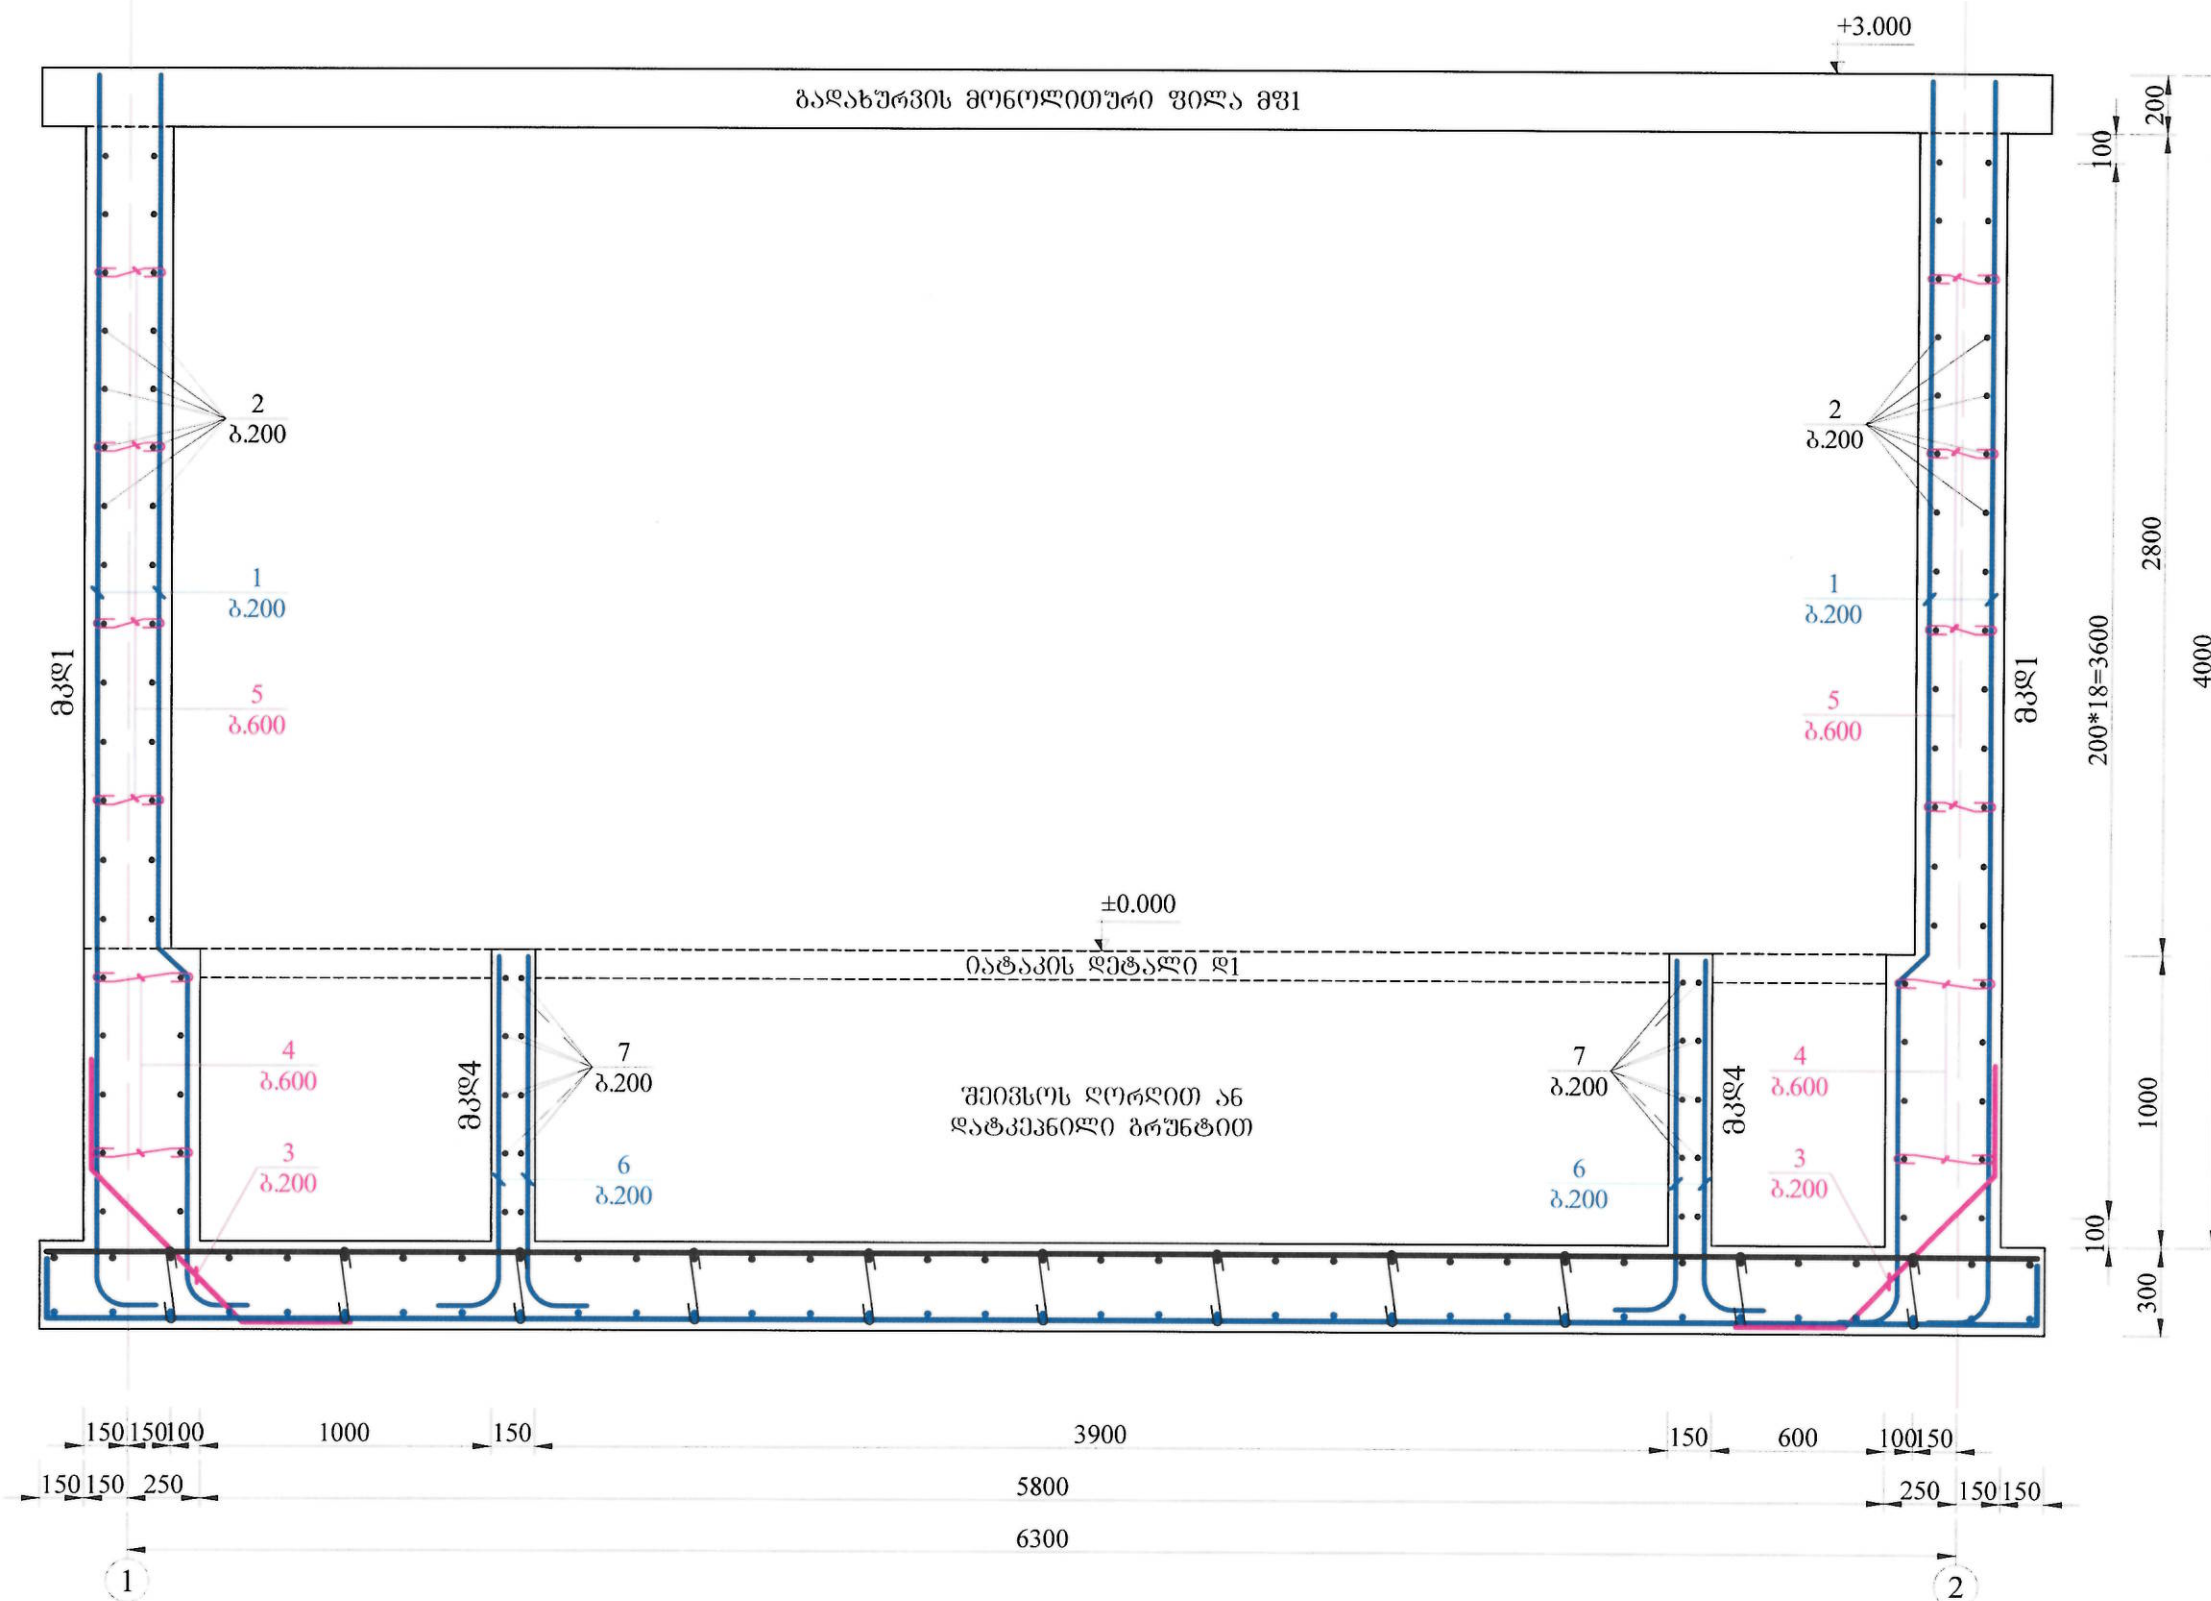 +3.000
გადახურვის მონოლითური ფილა მფ1
200
100
2
ბ.200
2
ბ.200
2800
1
ბ.200
1
ბ.200
მკდ1
5
ბ.600
5
ბ.600
მკდ1
200*18=3600
4000
±0.000
იატაკის დეტალი დ1
4
ბ.600
მკდ4
7
ბ.200
შეივსოს ღორღით ან
დატკეპნილი გრუნტით
7
ბ.200
მკდ4
4
ბ.600
1000
3
ბ.200
6
ბ.200
6
ბ.200
3
ბ.200
100
300
150 150 100 1000 150 3900 150 600 100 150
150 150 250 5800 250 150 150
6300
1 2